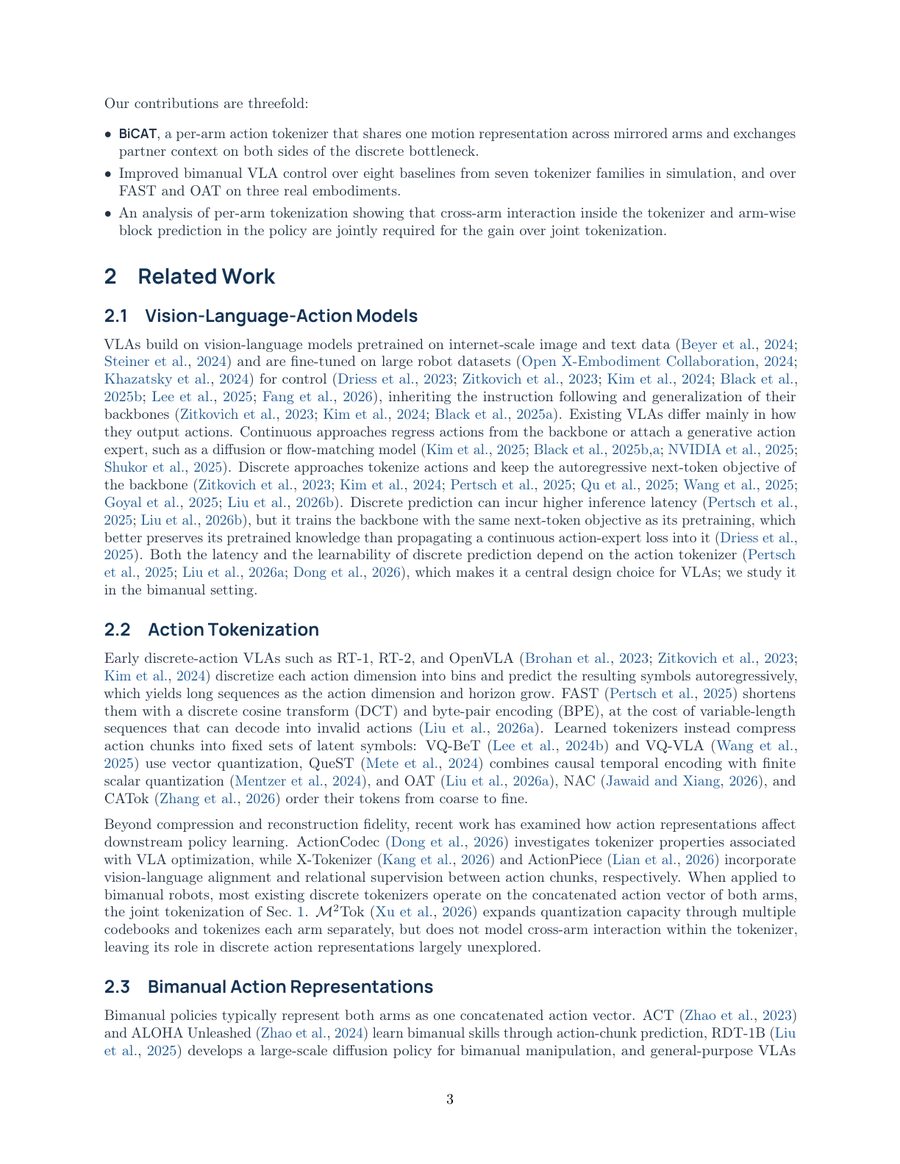 Our contributions are threefold:
• BiCAT, a per-arm action tokenizer that shares one motion representation across mirrored arms and exchanges
partner context on both sides of the discrete bottleneck.
• Improved bimanual VLA control over eight baselines from seven tokenizer families in simulation, and over
FAST and OAT on three real embodiments.
• An analysis of per-arm tokenization showing that cross-arm interaction inside the tokenizer and arm-wise
block prediction in the policy are jointly required for the gain over joint tokenization.
2 Related Work
2.1 Vision-Language-Action Models
VLAs build on vision-language models pretrained on internet-scale image and text data (Beyer et al., 2024;
Steiner et al., 2024) and are fine-tuned on large robot datasets (Open X-Embodiment Collaboration, 2024;
Khazatsky et al., 2024) for control (Driess et al., 2023; Zitkovich et al., 2023; Kim et al., 2024; Black et al.,
2025b; Lee et al., 2025; Fang et al., 2026), inheriting the instruction following and generalization of their
backbones (Zitkovich et al., 2023; Kim et al., 2024; Black et al., 2025a). Existing VLAs differ mainly in how
they output actions. Continuous approaches regress actions from the backbone or attach a generative action
expert, such as a diffusion or flow-matching model (Kim et al., 2025; Black et al., 2025b,a; NVIDIA et al., 2025;
Shukor et al., 2025). Discrete approaches tokenize actions and keep the autoregressive next-token objective of
the backbone (Zitkovich et al., 2023; Kim et al., 2024; Pertsch et al., 2025; Qu et al., 2025; Wang et al., 2025;
Goyal et al., 2025; Liu et al., 2026b). Discrete prediction can incur higher inference latency (Pertsch et al.,
2025; Liu et al., 2026b), but it trains the backbone with the same next-token objective as its pretraining, which
better preserves its pretrained knowledge than propagating a continuous action-expert loss into it (Driess et al.,
2025). Both the latency and the learnability of discrete prediction depend on the action tokenizer (Pertsch
et al., 2025; Liu et al., 2026a; Dong et al., 2026), which makes it a central design choice for VLAs; we study it
in the bimanual setting.
2.2 Action Tokenization
Early discrete-action VLAs such as RT-1, RT-2, and OpenVLA (Brohan et al., 2023; Zitkovich et al., 2023;
Kim et al., 2024) discretize each action dimension into bins and predict the resulting symbols autoregressively,
which yields long sequences as the action dimension and horizon grow. FAST (Pertsch et al., 2025) shortens
them with a discrete cosine transform (DCT) and byte-pair encoding (BPE), at the cost of variable-length
sequences that can decode into invalid actions (Liu et al., 2026a). Learned tokenizers instead compress
action chunks into fixed sets of latent symbols: VQ-BeT (Lee et al., 2024b) and VQ-VLA (Wang et al.,
2025) use vector quantization, QueST (Mete et al., 2024) combines causal temporal encoding with finite
scalar quantization (Mentzer et al., 2024), and OAT (Liu et al., 2026a), NAC (Jawaid and Xiang, 2026), and
CATok (Zhang et al., 2026) order their tokens from coarse to fine.
Beyond compression and reconstruction fidelity, recent work has examined how action representations affect
downstream policy learning. ActionCodec (Dong et al., 2026) investigates tokenizer properties associated
with VLA optimization, while X-Tokenizer (Kang et al., 2026) and ActionPiece (Lian et al., 2026) incorporate
vision-language alignment and relational supervision between action chunks, respectively. When applied to
bimanual robots, most existing discrete tokenizers operate on the concatenated action vector of both arms,
the joint tokenization of Sec. 1. ℳ²Tok (Xu et al., 2026) expands quantization capacity through multiple
codebooks and tokenizes each arm separately, but does not model cross-arm interaction within the tokenizer,
leaving its role in discrete action representations largely unexplored.
2.3 Bimanual Action Representations
Bimanual policies typically represent both arms as one concatenated action vector. ACT (Zhao et al., 2023)
and ALOHA Unleashed (Zhao et al., 2024) learn bimanual skills through action-chunk prediction, RDT-1B (Liu
et al., 2025) develops a large-scale diffusion policy for bimanual manipulation, and general-purpose VLAs
3